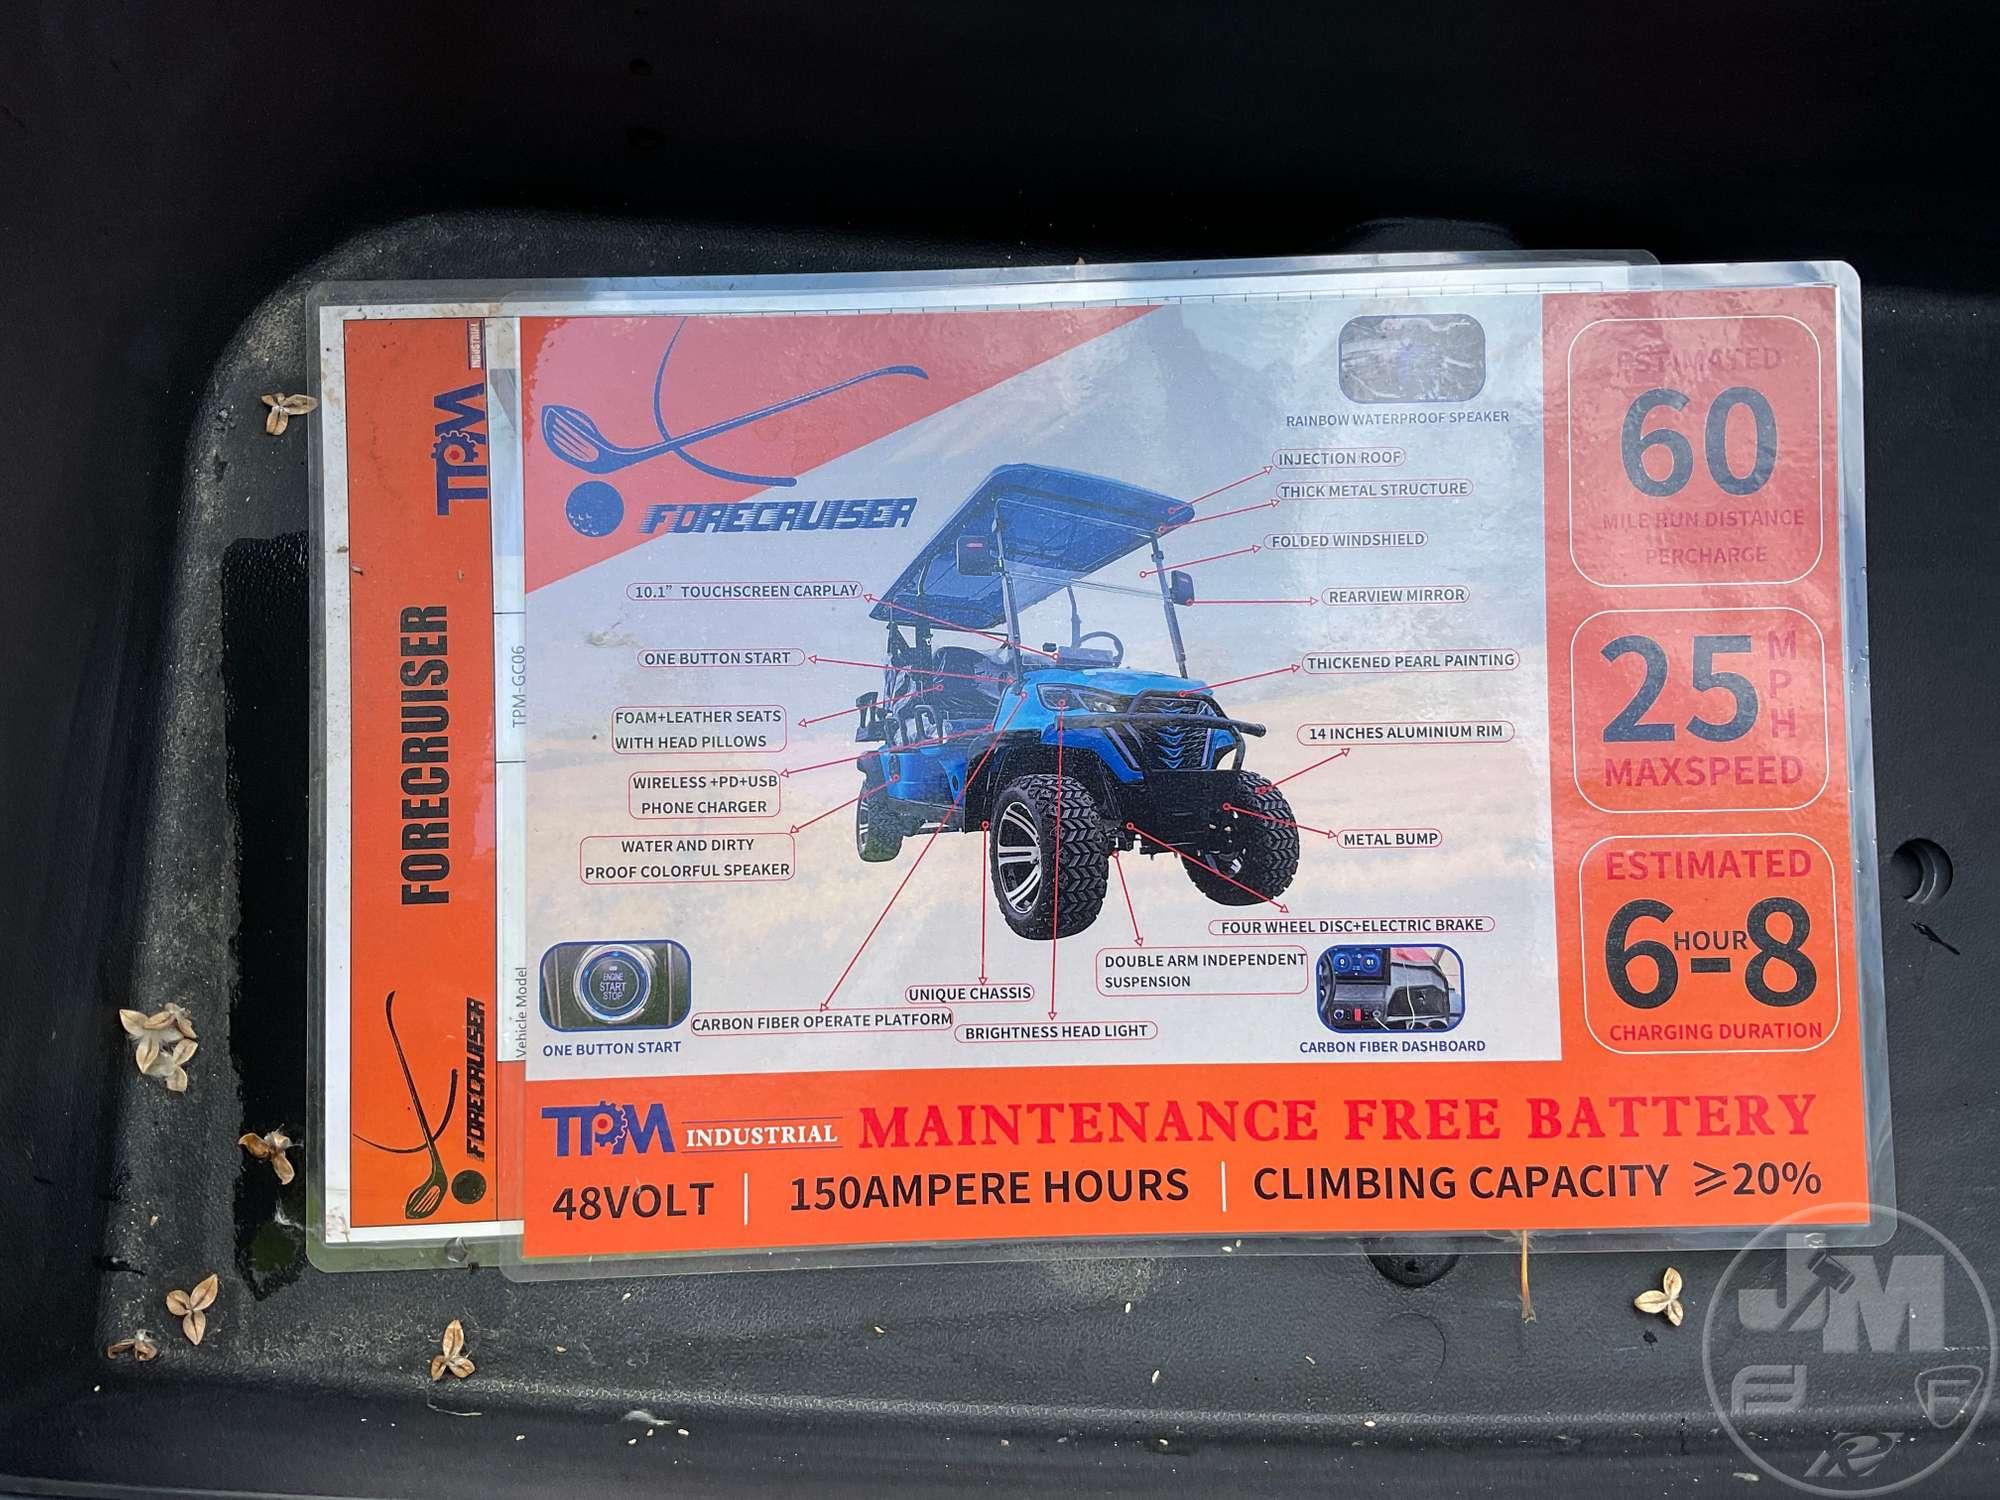 TPM
INDUSTRIAL
FORECRUISER
FORECRUISER
TPM-GC06
Vehicle Model
FORECRUISER
RAINBOW WATERPROOF SPEAKER
INJECTION ROOF
THICK METAL STRUCTURE
FOLDED WINDSHIELD
REARVIEW MIRROR
THICKENED PEARL PAINTING
14 INCHES ALUMINIUM RIM
METAL BUMP
FOUR WHEEL DISC+ELECTRIC BRAKE
DOUBLE ARM INDEPENDENT
SUSPENSION
10.1” TOUCHSCREEN CARPLAY
ONE BUTTON START
FOAM+LEATHER SEATS
WITH HEAD PILLOWS
WIRELESS +PD+USB
PHONE CHARGER
WATER AND DIRTY
PROOF COLORFUL SPEAKER
UNIQUE CHASSIS
CARBON FIBER OPERATE PLATFORM
BRIGHTNESS HEAD LIGHT
ENGINE
START
STOP
ONE BUTTON START
CARBON FIBER DASHBOARD
ESTIMATED
60
MILE RUN DISTANCE
PERCHARGE
25 MPH
MAXSPEED
ESTIMATED
6-8 HOUR
CHARGING DURATION
TPM INDUSTRIAL MAINTENANCE FREE BATTERY
48VOLT | 150AMPERE HOURS | CLIMBING CAPACITY ⩾20%
JM